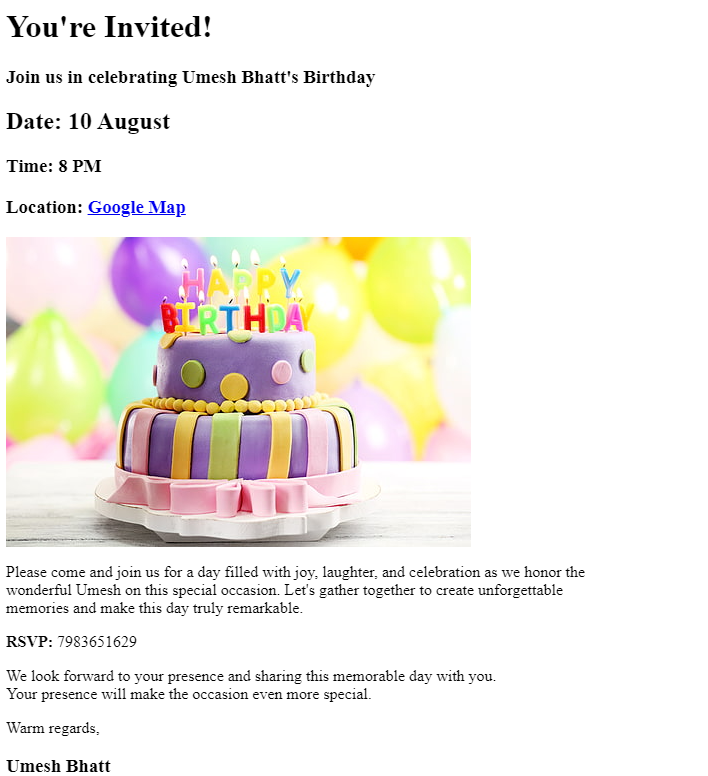 You're Invited!
Join us in celebrating Umesh Bhatt's Birthday
Date: 10 August
Time: 8 PM
Location: Google Map
HAPPY
BIRTHDAY
Please come and join us for a day filled with joy, laughter, and celebration as we honor the
wonderful Umesh on this special occasion. Let's gather together to create unforgettable
memories and make this day truly remarkable.
RSVP: 7983651629
We look forward to your presence and sharing this memorable day with you.
Your presence will make the occasion even more special.
Warm regards,
Umesh Bhatt